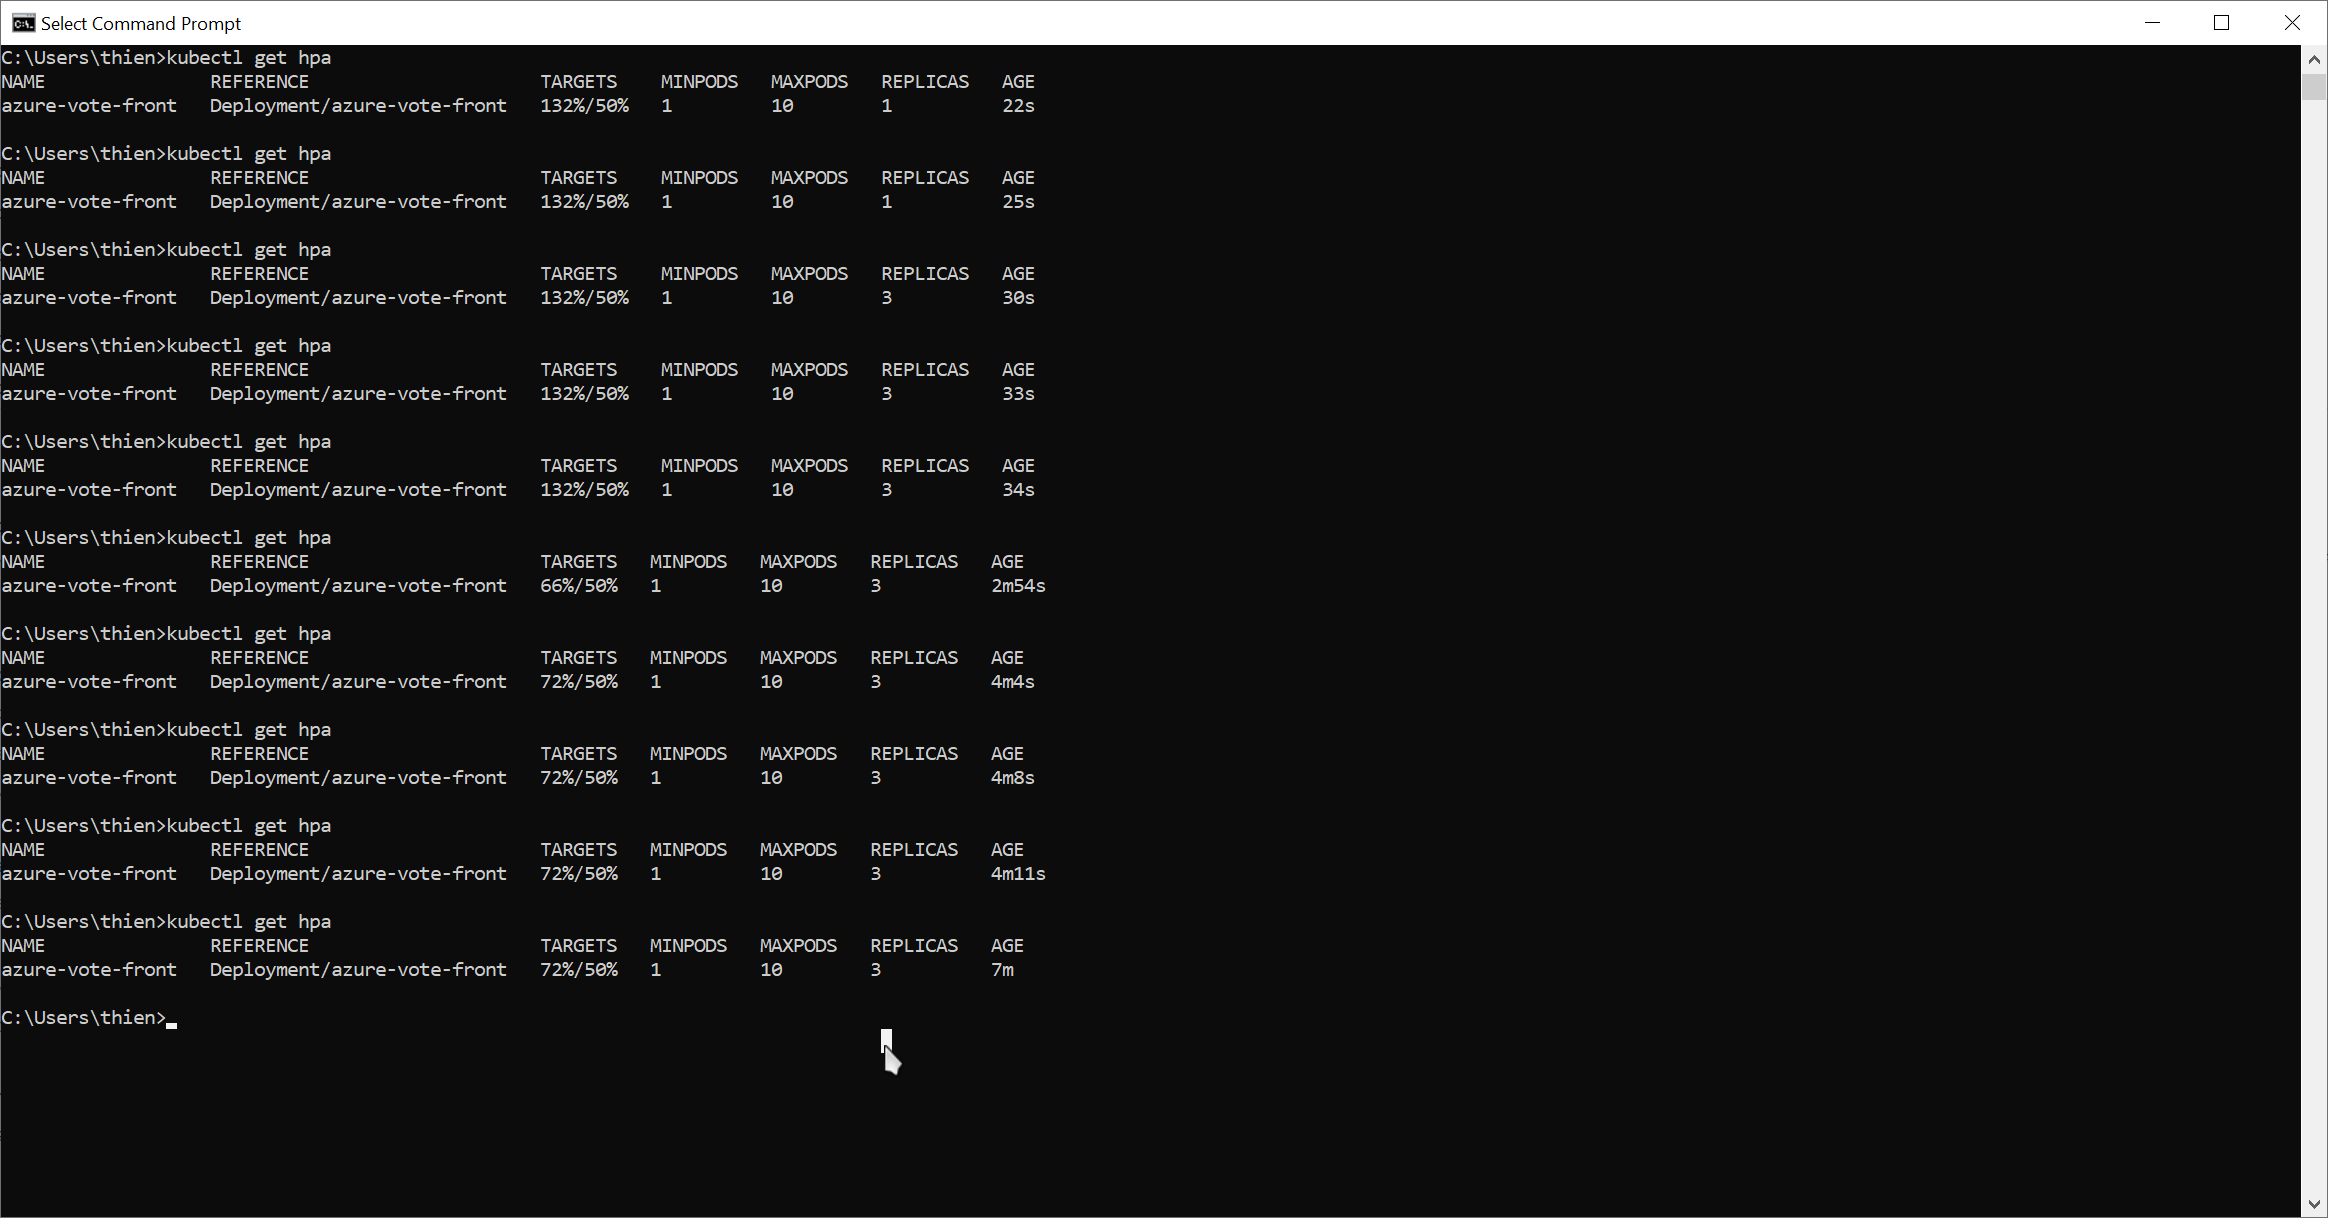 Select Command Prompt
C:\Users\thien>kubectl get hpa
NAME REFERENCE TARGETS MINPODS MAXPODS REPLICAS AGE
azure-vote-front Deployment/azure-vote-front 132%/50% 1 10 1 22s
C:\Users\thien>kubectl get hpa
NAME REFERENCE TARGETS MINPODS MAXPODS REPLICAS AGE
azure-vote-front Deployment/azure-vote-front 132%/50% 1 10 1 25s
C:\Users\thien>kubectl get hpa
NAME REFERENCE TARGETS MINPODS MAXPODS REPLICAS AGE
azure-vote-front Deployment/azure-vote-front 132%/50% 1 10 3 30s
C:\Users\thien>kubectl get hpa
NAME REFERENCE TARGETS MINPODS MAXPODS REPLICAS AGE
azure-vote-front Deployment/azure-vote-front 132%/50% 1 10 3 33s
C:\Users\thien>kubectl get hpa
NAME REFERENCE TARGETS MINPODS MAXPODS REPLICAS AGE
azure-vote-front Deployment/azure-vote-front 132%/50% 1 10 3 34s
C:\Users\thien>kubectl get hpa
NAME REFERENCE TARGETS MINPODS MAXPODS REPLICAS AGE
azure-vote-front Deployment/azure-vote-front 66%/50% 1 10 3 2m54s
C:\Users\thien>kubectl get hpa
NAME REFERENCE TARGETS MINPODS MAXPODS REPLICAS AGE
azure-vote-front Deployment/azure-vote-front 72%/50% 1 10 3 4m4s
C:\Users\thien>kubectl get hpa
NAME REFERENCE TARGETS MINPODS MAXPODS REPLICAS AGE
azure-vote-front Deployment/azure-vote-front 72%/50% 1 10 3 4m8s
C:\Users\thien>kubectl get hpa
NAME REFERENCE TARGETS MINPODS MAXPODS REPLICAS AGE
azure-vote-front Deployment/azure-vote-front 72%/50% 1 10 3 4m11s
C:\Users\thien>kubectl get hpa
NAME REFERENCE TARGETS MINPODS MAXPODS REPLICAS AGE
azure-vote-front Deployment/azure-vote-front 72%/50% 1 10 3 7m
C:\Users\thien>